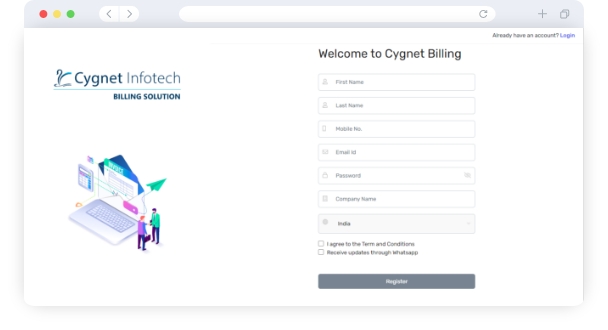 Already have an account? Login
Welcome to Cygnet Billing
Cygnet Infotech
BILLING SOLUTION
First Name
Last Name
Mobile No.
Email Id
Password
Company Name
India
I agree to the Term and Conditions
Receive updates through Whatsapp
Register